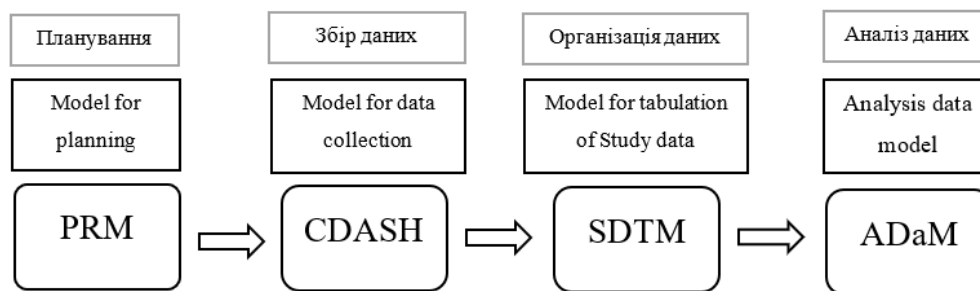 Планування
Збір даних
Організація даних
Аналіз даних
Model for
planning
Model for data
collection
Model for tabulation
of Study data
Analysis data
model
PRM
CDASH
SDTM
ADaM